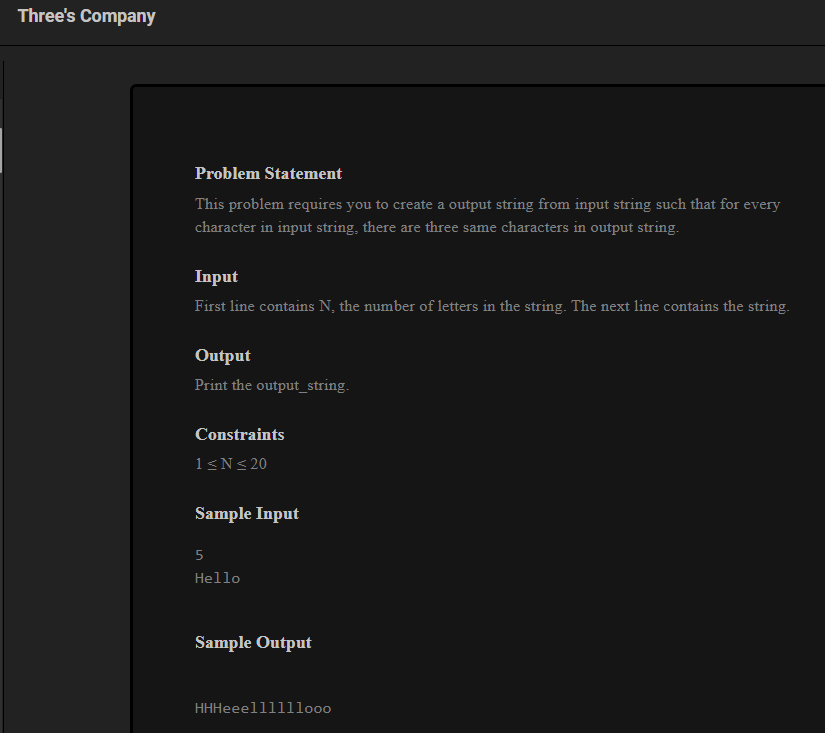 Three's Company
Problem Statement
This problem requires you to create a output string from input string such that for every
character in input string, there are three same characters in output string.
Input
First line contains N, the number of letters in the string. The next line contains the string.
Output
Print the output_string.
Constraints
1 ≤ N ≤ 20
Sample Input
5
Hello
Sample Output
HHHeeellllllooo